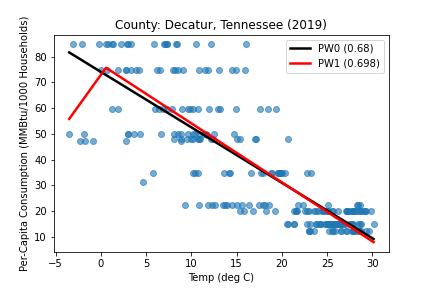 County: Decatur, Tennessee (2019)
PW0 (0.68)
PW1 (0.698)
Per-Capita Consumption (MMBtu/1000 Households)
80
70
60
50
40
30
20
10
−5 0 5 10 15 20 25 30
Temp (deg C)